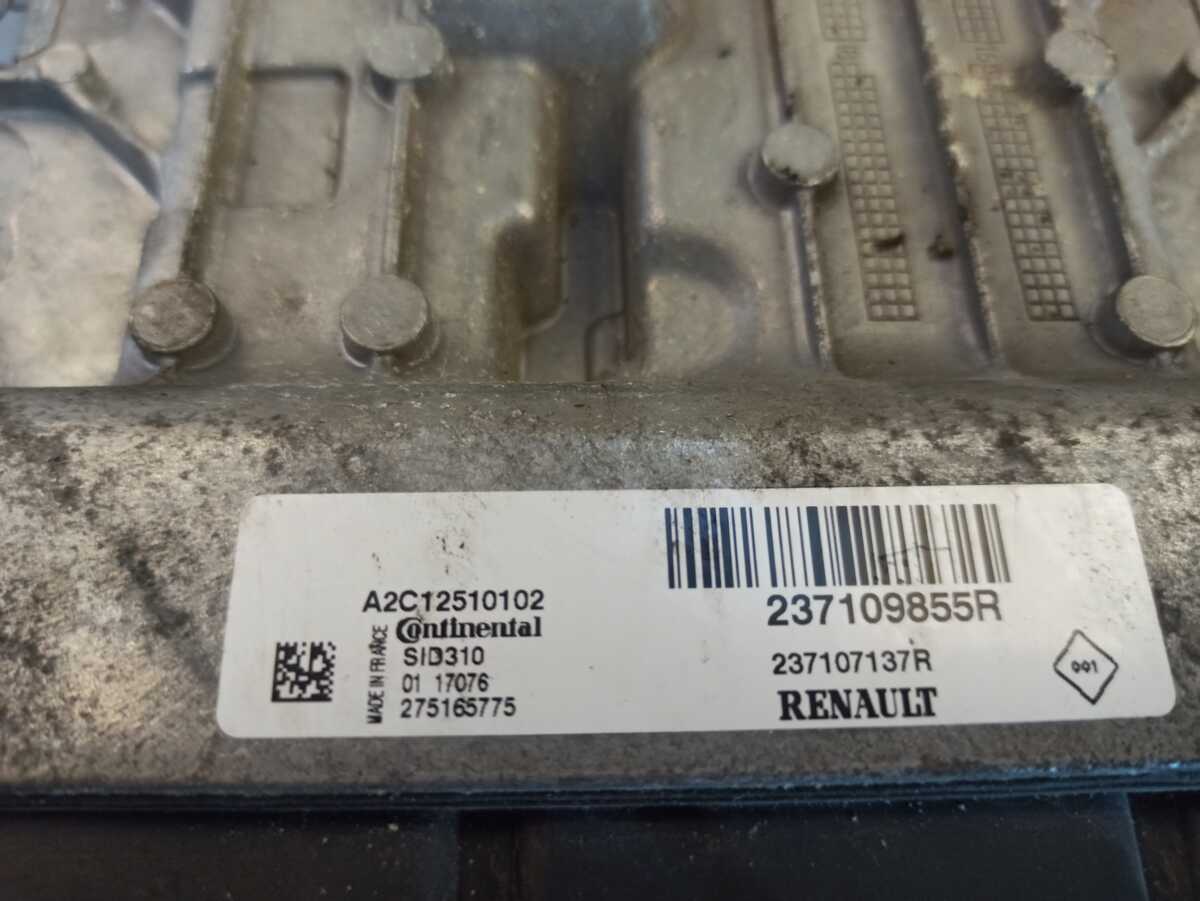 A2C12510102
Continental
SID310
01 17076
275165775
MADE IN FRANCE
237109855R
237107137R
RENAULT
001